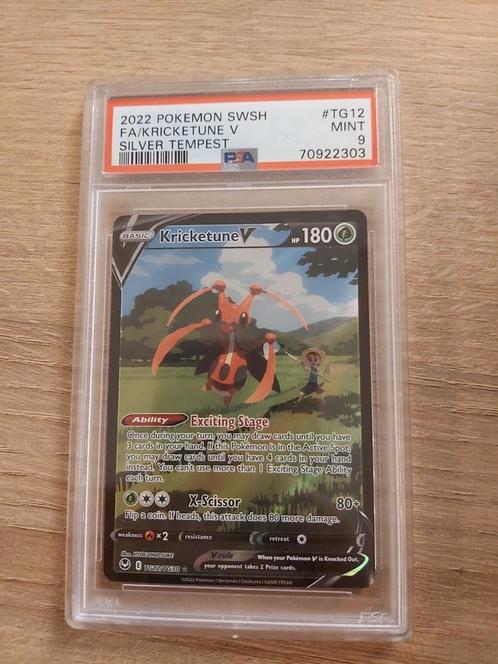 2022 POKEMON SWSH #TG12
FA/KRICKETUNE V MINT
SILVER TEMPEST 9
PSA 70922303
BASIC Kricketune V HP 180
Ability Exciting Stage
Once during your turn, you may draw cards until you have
3 cards in your hand. If this Pokémon is in the Active Spot,
you may draw cards until you have 4 cards in your hand
instead. You can't use more than 1 Exciting Stage Ability
each turn.
X-Scissor 80+
Flip a coin. If heads, this attack does 80 more damage.
weakness ×2 resistance retreat
Illus. HYOGONOSUKE
V rule When your Pokémon V is Knocked Out,
your opponent takes 2 Prize cards.
E TG12/TG30
©2022 Pokémon / Nintendo / Creatures / GAME FREAK